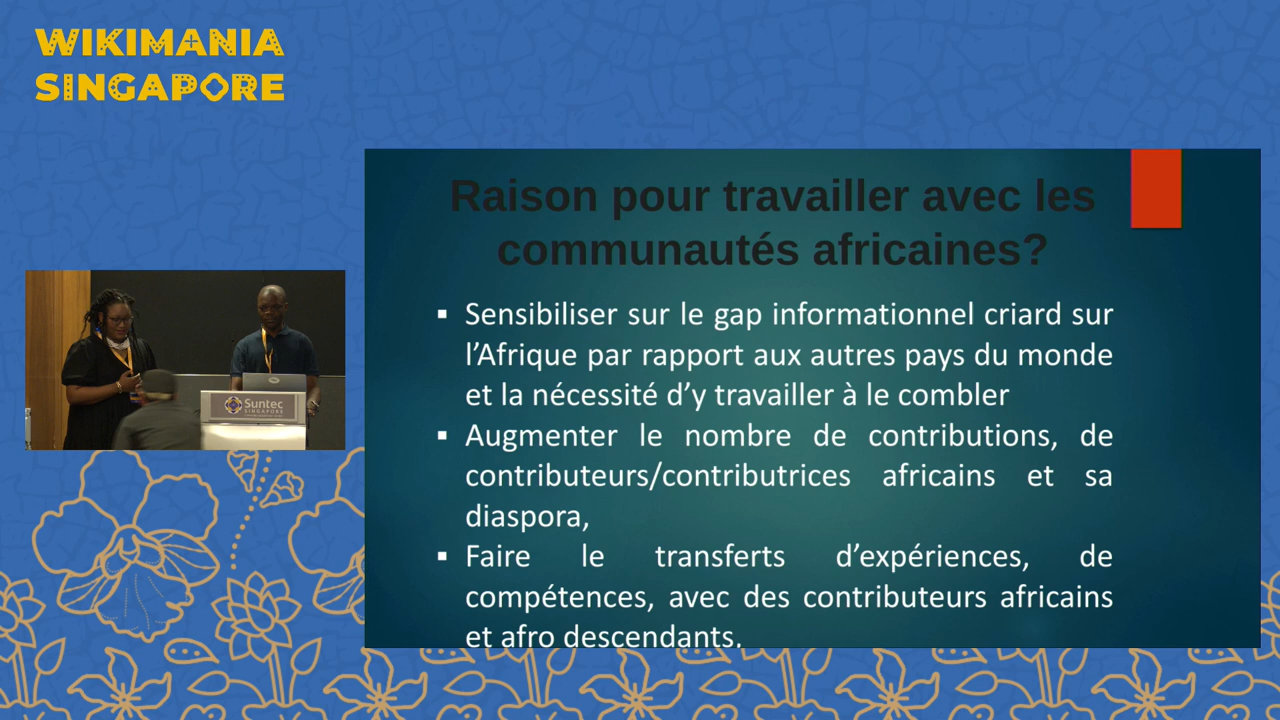 WIKIMANIA
SINGAPORE
Raison pour travailler avec les
communautés africaines?
▪ Sensibiliser sur le gap informationnel criard sur
l’Afrique par rapport aux autres pays du monde
et la nécessité d’y travailler à le combler
▪ Augmenter le nombre de contributions, de
contributeurs/contributrices africains et sa
diaspora,
▪ Faire le transferts d’expériences, de
compétences, avec des contributeurs africains
et afro descendants.
Suntec
SINGAPORE